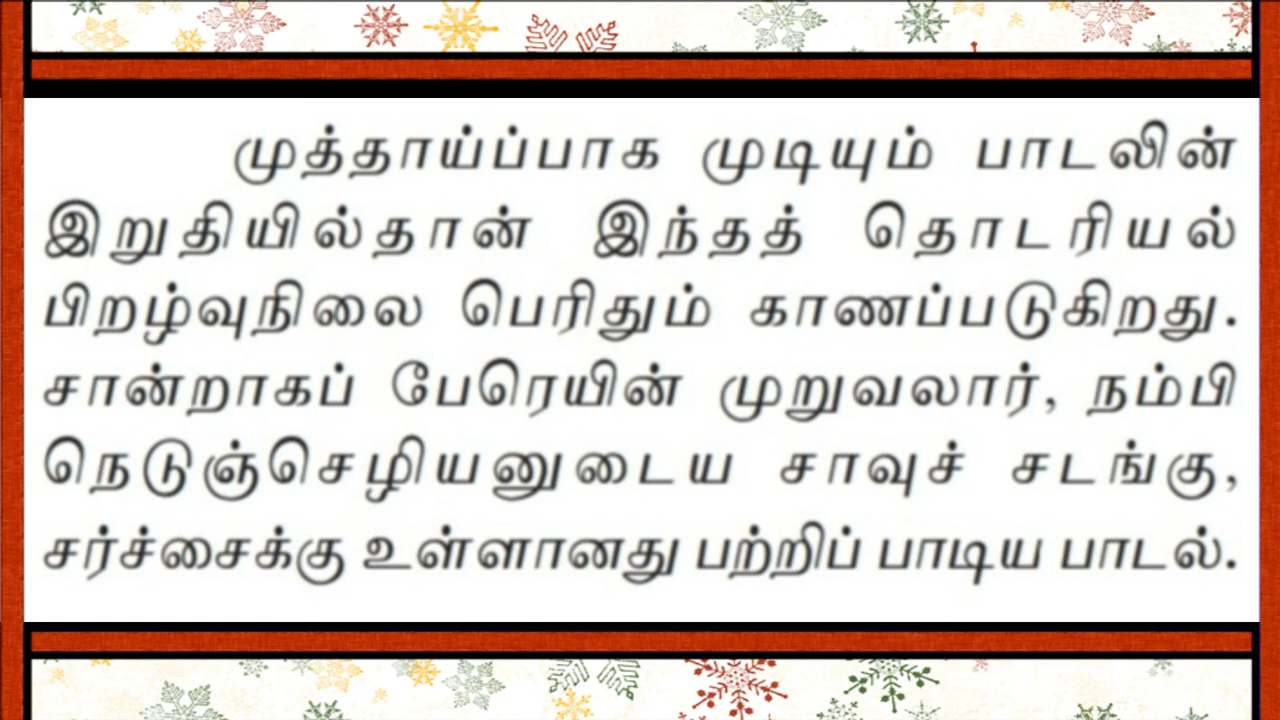 முத்தாய்ப்பாக முடியும் பாடலின்
இறுதியில்தான் இந்தத் தொடரியல்
பிறழ்வுநிலை பெரிதும் காணப்படுகிறது.
சான்றாகப் பேரெயின் முறுவலார், நம்பி
நெடுஞ்செழியனுடைய சாவுச் சடங்கு,
சர்ச்சைக்கு உள்ளானது பற்றிப் பாடிய பாடல்.